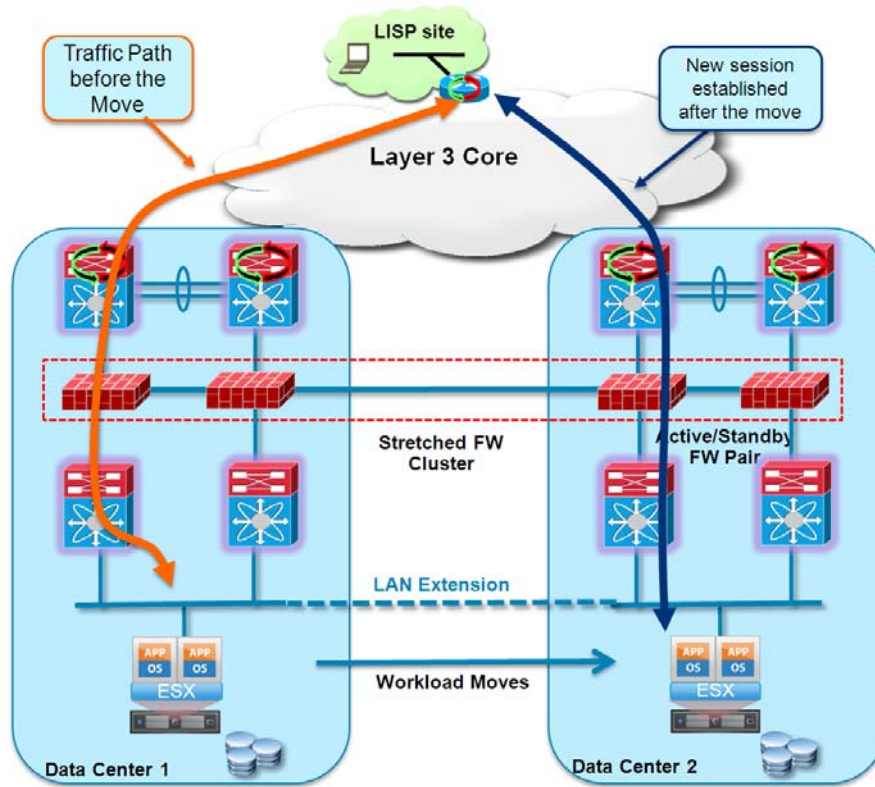 LISP site
Traffic Path
before the
Move
New session
established
after the move
Layer 3 Core
Stretched FW
Cluster
Active/Standby
FW Pair
LAN Extension
APP
OS
APP
OS
ESX
APP
OS
APP
OS
ESX
Workload Moves
Data Center 1
Data Center 2